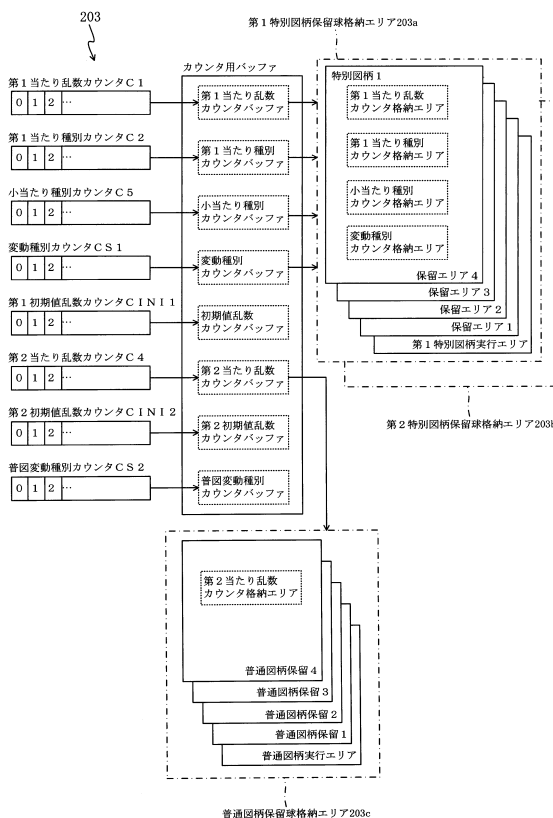 203
第1特別図柄保留球格納エリア203a
カウンタ用バッファ
特別図柄1
第1当たり乱数カウンタC1
0 1 2 …
第1当たり乱数
カウンタバッファ
第1当たり乱数
カウンタ格納エリア
第1当たり種別カウンタC2
0 1 2 …
第1当たり種別
カウンタバッファ
第1当たり種別
カウンタ格納エリア
小当たり種別カウンタC5
0 1 2 …
小当たり種別
カウンタバッファ
小当たり種別
カウンタ格納エリア
変動種別カウンタCS1
0 1 2 …
変動種別
カウンタバッファ
変動種別
カウンタ格納エリア
保留エリア4
保留エリア3
保留エリア2
保留エリア1
第1特別図柄実行エリア
第1初期値乱数カウンタCINI1
0 1 2 …
初期値乱数
カウンタバッファ
第2当たり乱数カウンタC4
0 1 2 …
第2当たり乱数
カウンタバッファ
第2初期値乱数カウンタCINI2
0 1 2 …
第2初期値乱数
カウンタバッファ
第2特別図柄保留球格納エリア203b
普図変動種別カウンタCS2
0 1 2 …
普図変動種別
カウンタバッファ
第2当たり乱数
カウンタ格納エリア
普通図柄保留4
普通図柄保留3
普通図柄保留2
普通図柄保留1
普通図柄実行エリア
普通図柄保留球格納エリア203c